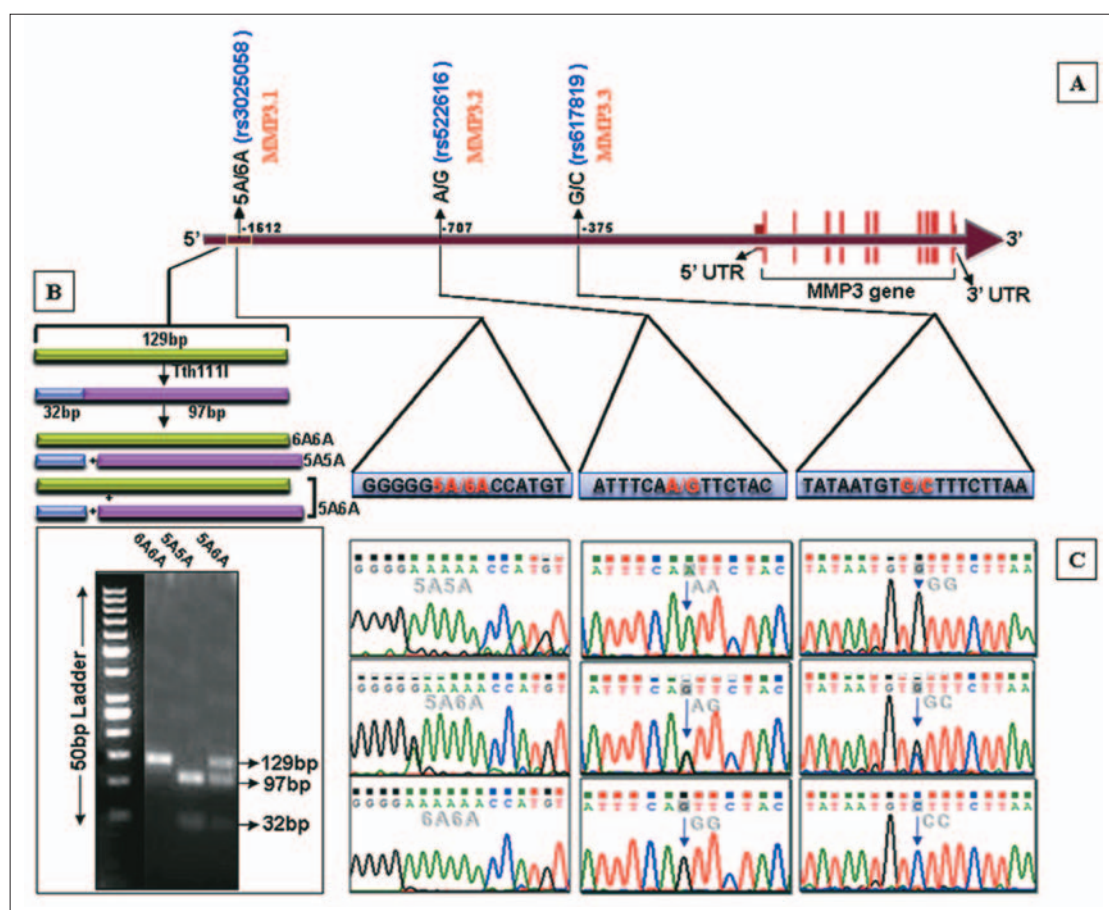 A
5A/6A (rs3025058 )
MMP3.1
A/G (rs522616 )
MMP3.2
G/C (rs617819 )
MMP3.3
-1612
-707
-375
5'
3'
5' UTR
3' UTR
MMP3 gene
B
129bp
Tth111I
32bp
97bp
6A6A
+
5A5A
+
+
5A6A
GGGGG5A/6ACCATGT
ATTTCAA/GTTCTAC
TATAATGTG/CTTTCTTAA
6A6A
5A5A
5A6A
50bp Ladder
129bp
97bp
32bp
C
G G G G A A A A A C C A T G T
5A5A
A T T T C A A T T C T A C
AA
T A T A A T G T G T T T C T T A A
GG
G G G G G A A A A A C C A T G T
5A6A
A T T T C A G T T C T A C
AG
T A T A A T G T G T T T C T T A A
GC
G G G G A A A A A A C C A T G T
6A6A
A T T T C A G T T C T A C
GG
T A T A A T G T C T T T C T T A A
CC